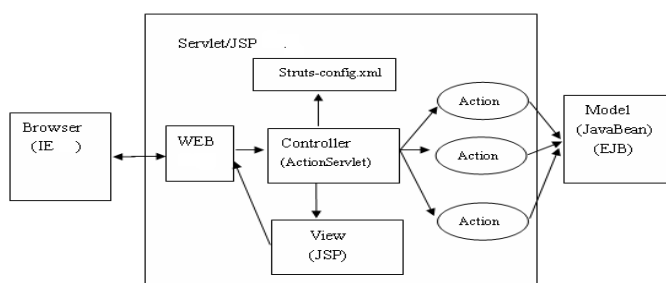 Servlet/JSP .
Struts-config.xml
Browser
(IE )
WEB
Controller
(ActionServlet)
View
(JSP)
Action
Action
Action
Model
(JavaBean)
(EJB)